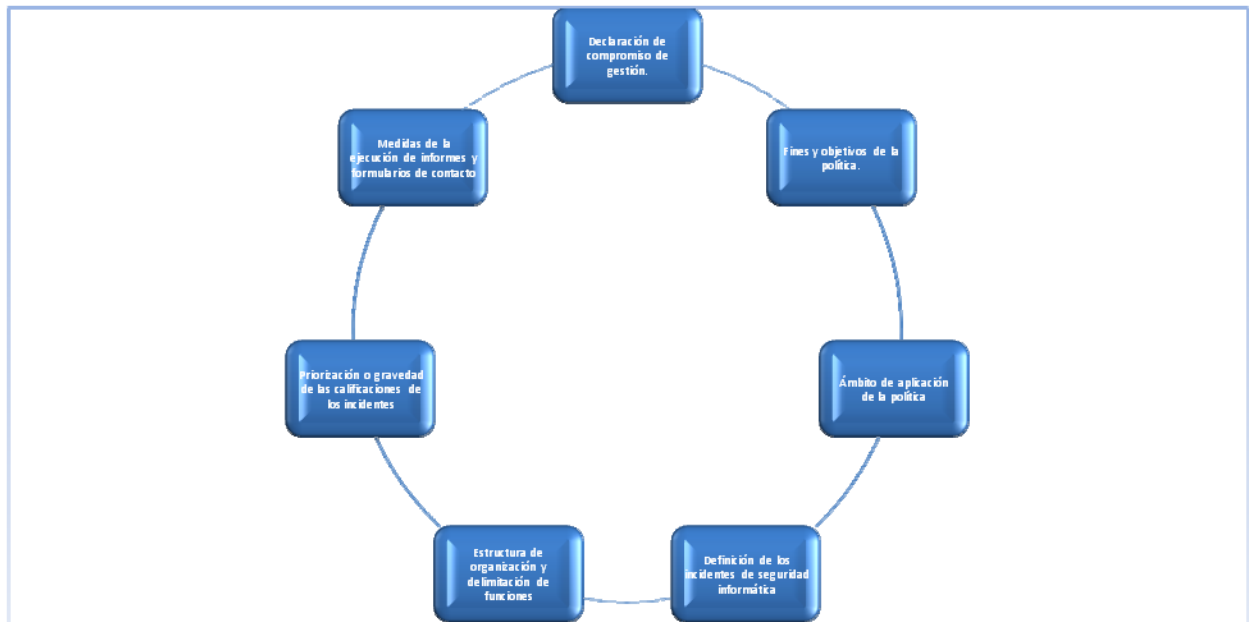 Declaración de
compromiso de
gestión.
Fines y objetivos de la
política.
Ámbito de aplicación
de la política
Definición de los
incidentes de seguridad
informática
Estructura de
organización y
delimitación de
funciones
Priorización o gravedad
de las calificaciones de
los incidentes
Medidas de la
ejecución de informes y
formularios de contacto